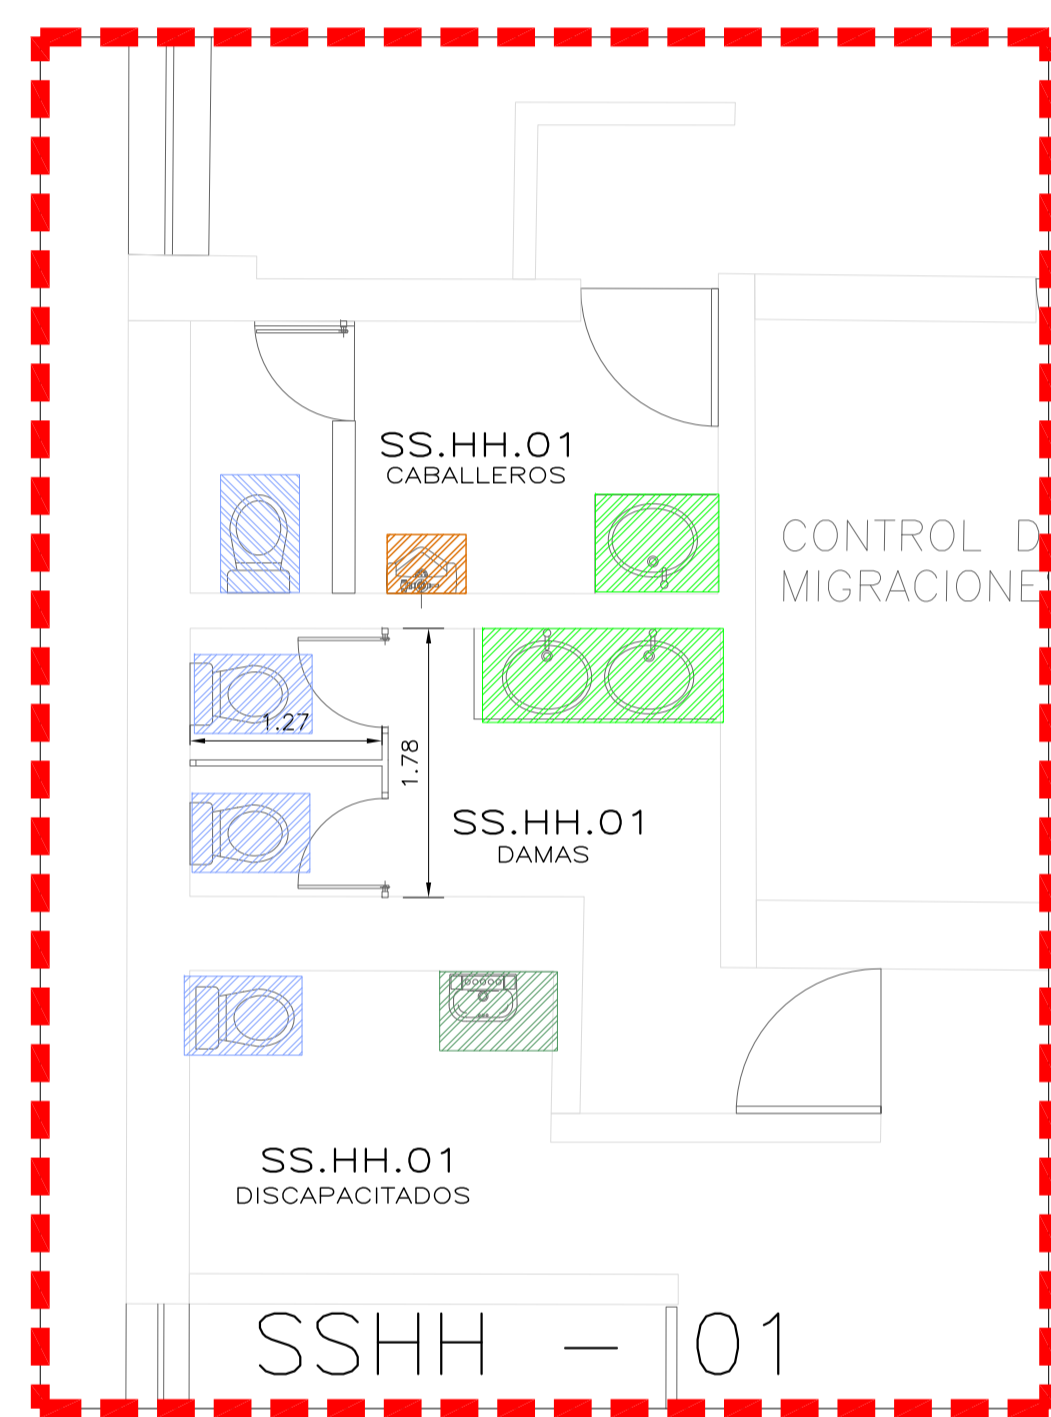 SS.HH.01
CABALLEROS
CONTROL D
MIGRACIONE
1.27
1.78
SS.HH.01
DAMAS
SS.HH.01
DISCAPACITADOS
SSHH - 01